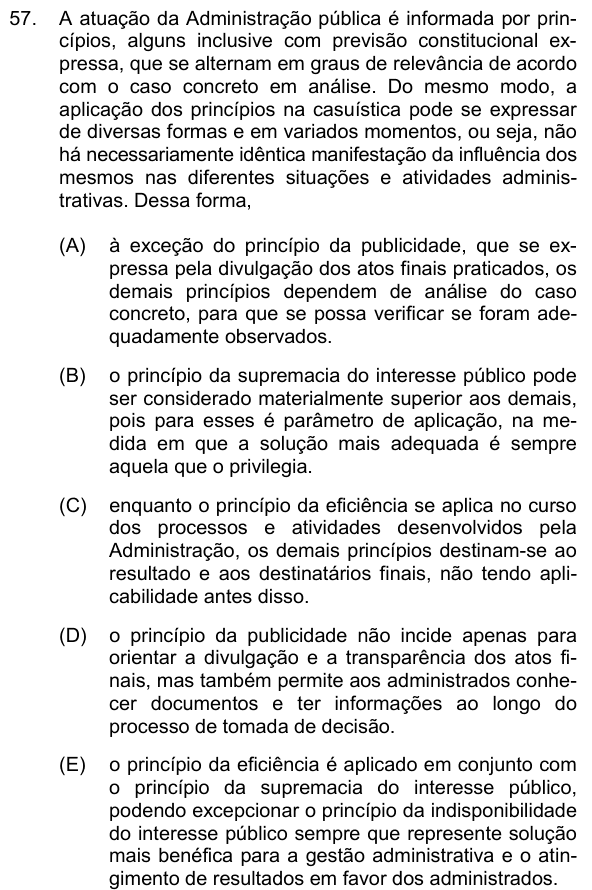 57. A atuação da Administração pública é informada por prin-
cípios, alguns inclusive com previsão constitucional ex-
pressa, que se alternam em graus de relevância de acordo
com o caso concreto em análise. Do mesmo modo, a
aplicação dos princípios na casuística pode se expressar
de diversas formas e em variados momentos, ou seja, não
há necessariamente idêntica manifestação da influência dos
mesmos nas diferentes situações e atividades adminis-
trativas. Dessa forma,
(A) à exceção do princípio da publicidade, que se ex-
pressa pela divulgação dos atos finais praticados, os
demais princípios dependem de análise do caso
concreto, para que se possa verificar se foram ade-
quadamente observados.
(B) o princípio da supremacia do interesse público pode
ser considerado materialmente superior aos demais,
pois para esses é parâmetro de aplicação, na me-
dida em que a solução mais adequada é sempre
aquela que o privilegia.
(C) enquanto o princípio da eficiência se aplica no curso
dos processos e atividades desenvolvidos pela
Administração, os demais princípios destinam-se ao
resultado e aos destinatários finais, não tendo apli-
cabilidade antes disso.
(D) o princípio da publicidade não incide apenas para
orientar a divulgação e a transparência dos atos fi-
nais, mas também permite aos administrados conhe-
cer documentos e ter informações ao longo do
processo de tomada de decisão.
(E) o princípio da eficiência é aplicado em conjunto com
o princípio da supremacia do interesse público,
podendo excepcionar o princípio da indisponibilidade
do interesse público sempre que represente solução
mais benéfica para a gestão administrativa e o atin-
gimento de resultados em favor dos administrados.